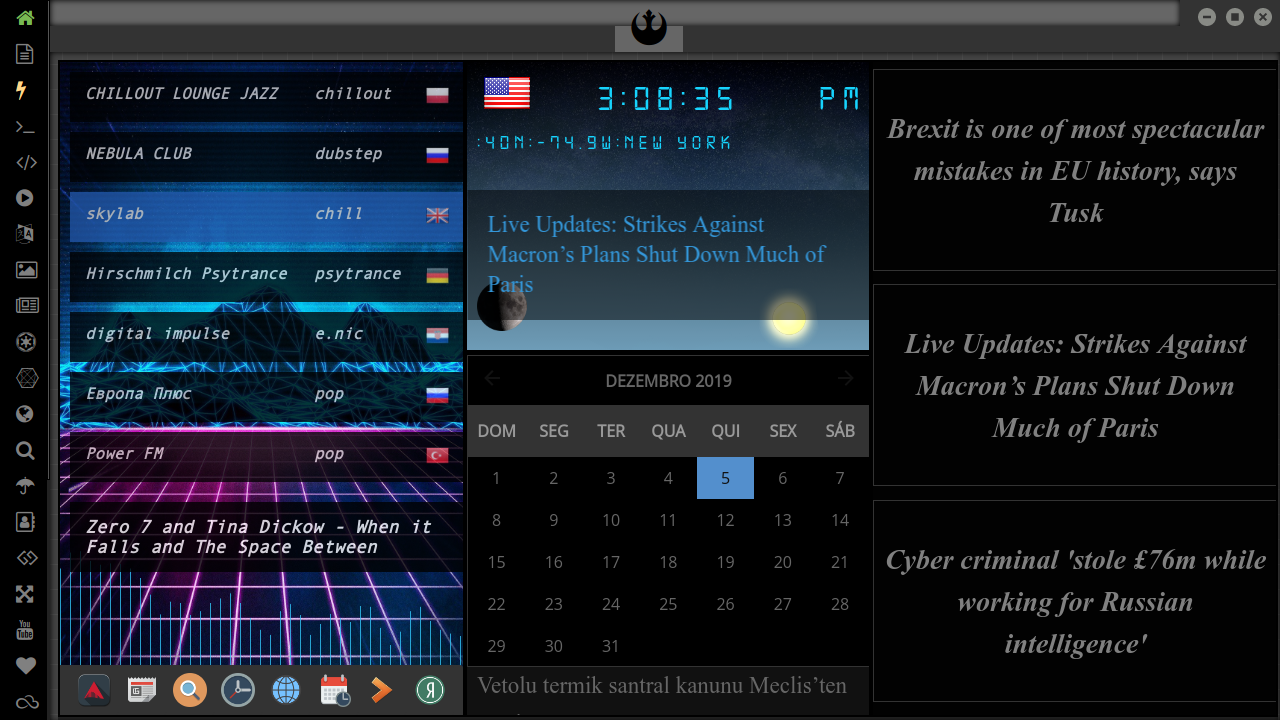 CHILLOUT LOUNGE JAZZ chillout
NEBULA CLUB dubstep
skylab chill
Hirschmilch Psytrance psytrance
digital impulse e.nic
Европа Плюс pop
Power FM pop
Zero 7 and Tina Dickow - When it
Falls and The Space Between
3:08:35 PM
:40N:-74.9W:NEW YORK
Live Updates: Strikes Against
Macron’s Plans Shut Down Much of
Paris
DEZEMBRO 2019
DOM SEG TER QUA QUI SEX SÁB
1 2 3 4 5 6 7
8 9 10 11 12 13 14
15 16 17 18 19 20 21
22 23 24 25 26 27 28
29 30 31
Vetolu termik santral kanunu Meclis’ten
Brexit is one of most spectacular
mistakes in EU history, says
Tusk
Live Updates: Strikes Against
Macron’s Plans Shut Down
Much of Paris
Cyber criminal 'stole £76m while
working for Russian
intelligence'
You
Tube
Я